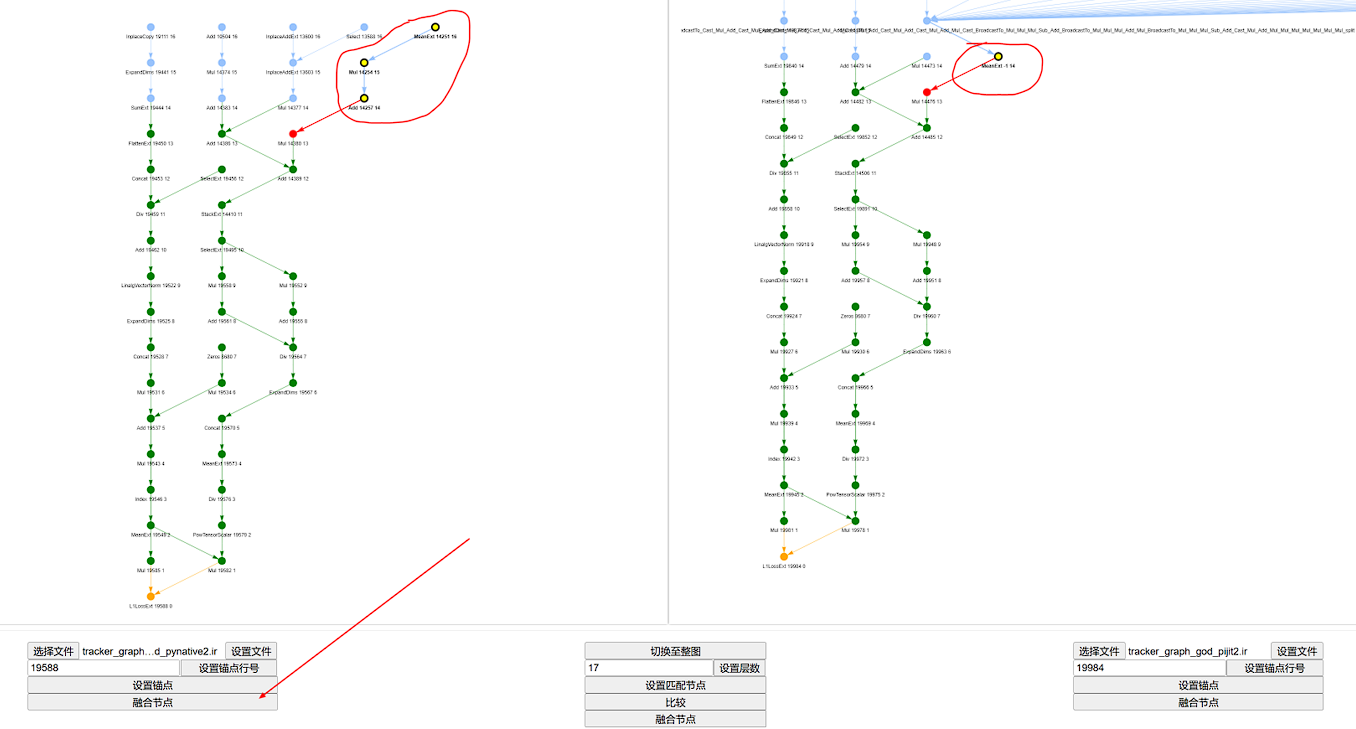 InplaceCopy 19111 16
Add 10504 16
InplaceAddExt 13600 16
Select 13588 16
MeanExt 14251 16
ExpandDims 19441 15
Mul 14374 15
InplaceAddExt 13603 15
Mul 14254 15
SumExt 19444 14
Add 14383 14
Mul 14377 14
Add 14257 14
FlattenExt 19450 13
Add 14386 13
Mul 14380 13
Concat 19453 12
SelectExt 19456 12
Add 14389 12
Div 19459 11
StackExt 14410 11
Add 19462 10
SelectExt 19495 10
LinalgVectorNorm 19522 9
Mul 19558 9
Mul 19552 9
ExpandDims 19525 8
Add 19561 8
Add 19555 8
Concat 19528 7
Zeros 8680 7
Div 19564 7
Mul 19531 6
Mul 19534 6
ExpandDims 19567 6
Add 19537 5
Concat 19570 5
Mul 19543 4
MeanExt 19573 4
Index 19546 3
Div 19576 3
MeanExt 19549 2
PowTensorScalar 19579 2
Mul 19585 1
Mul 19582 1
L1LossExt 19588 0
SumExt 19640 14
Add 14479 14
Mul 14473 14
MeanExt -1 14
FlattenExt 19846 13
Add 14482 13
Mul 14476 13
Concat 19849 12
SelectExt 19852 12
Add 14485 12
Div 19855 11
StackExt 14506 11
Add 19858 10
SelectExt 19891 10
LinalgVectorNorm 19918 9
Mul 19954 9
Mul 19948 9
ExpandDims 19921 8
Add 19957 8
Add 19951 8
Concat 19924 7
Zeros 8680 7
Div 19960 7
Mul 19927 6
Mul 19930 6
ExpandDims 19963 6
Add 19933 5
Concat 19966 5
Mul 19939 4
MeanExt 19969 4
Index 19942 3
Div 19972 3
MeanExt 19945 2
PowTensorScalar 19975 2
Mul 19981 1
Mul 19978 1
L1LossExt 19984 0
选择文件 tracker_graph...d_pynative2.ir 设置文件
19588 设置锚点行号
设置锚点
融合节点
切换至整图
17 设置层数
设置匹配节点
比较
融合节点
选择文件 tracker_graph_god_pijit2.ir 设置文件
19984 设置锚点行号
设置锚点
融合节点